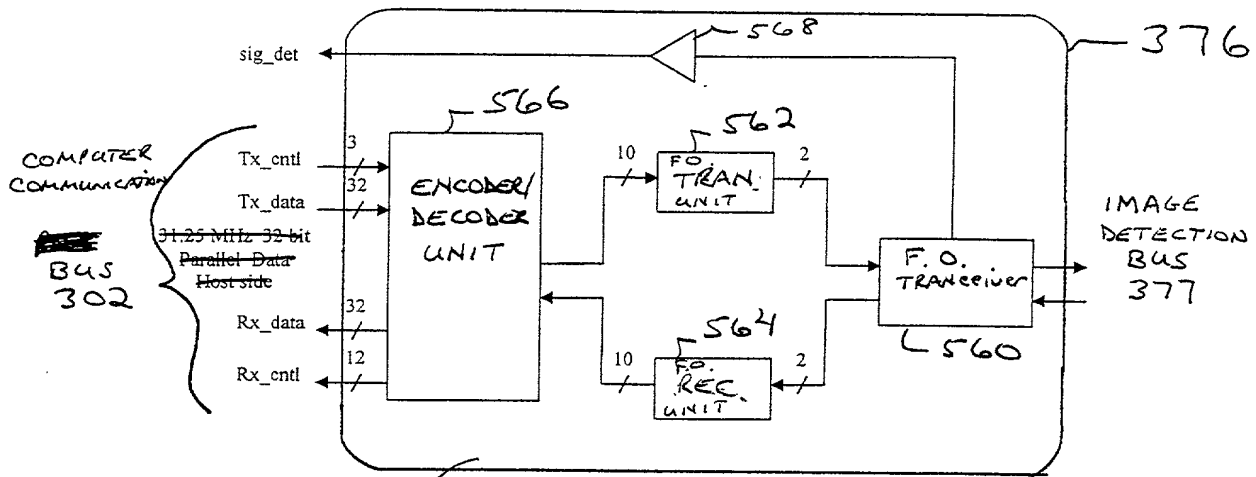 568
376
sig_det
566
562
COMPUTER
COMMUNICATION
BUS
302
Tx_cntl
3
Tx_data
32
31.25 MHz 32 bit
Parallel Data
Host side
Rx_data
32
Rx_cntl
12
ENCODER/
DECODER
UNIT
10
F.O.
TRAN.
UNIT
2
F. O.
TRANceiver
560
IMAGE
DETECTION
BUS
377
564
10
F.O.
REC.
UNIT
2